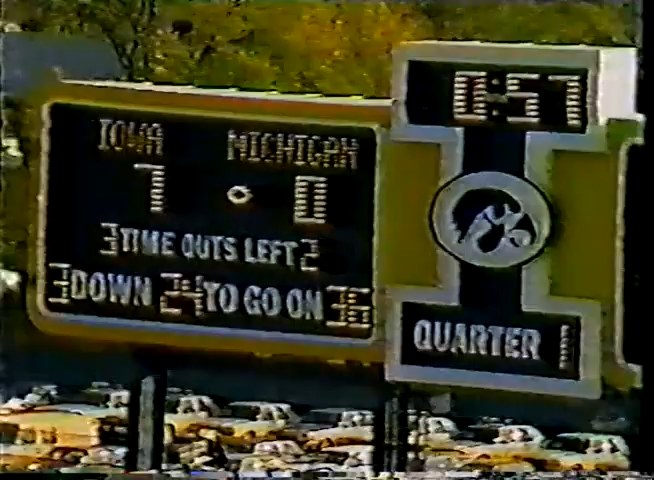 0:57
IOWA MICHIGAN
7 0
3 TIME OUTS LEFT 2
3 DOWN 24 TO GO ON 36
QUARTER 1